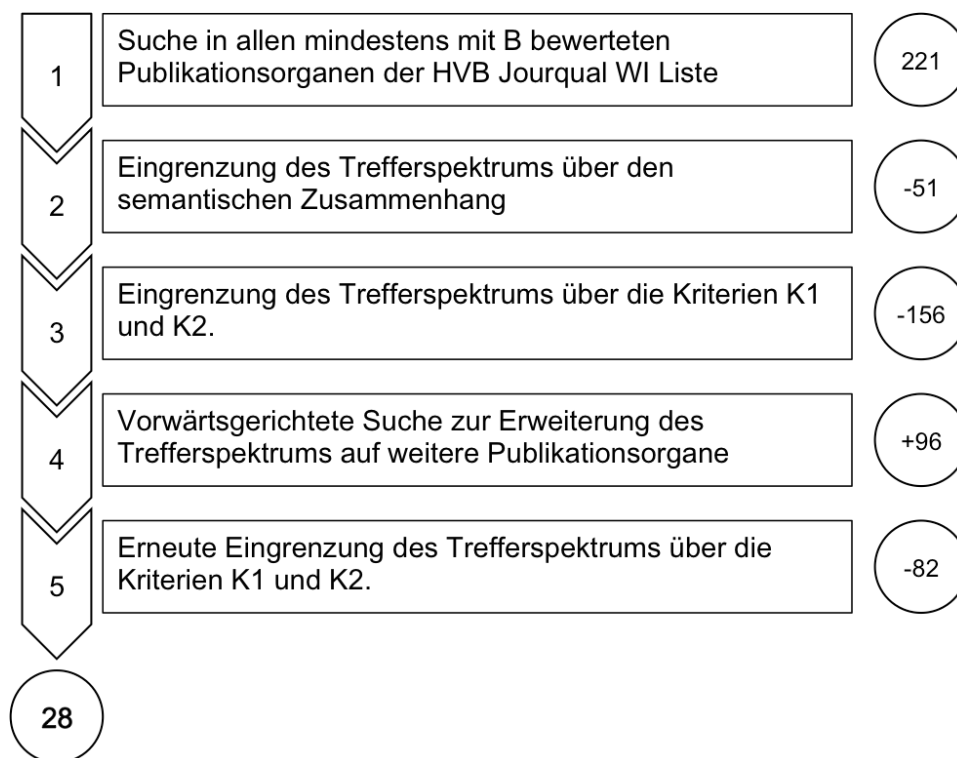 1
Suche in allen mindestens mit B bewerteten
Publikationsorganen der HVB Jourqual WI Liste
221
2
Eingrenzung des Trefferspektrums über den
semantischen Zusammenhang
-51
3
Eingrenzung des Trefferspektrums über die Kriterien K1
und K2.
-156
4
Vorwärtsgerichtete Suche zur Erweiterung des
Trefferspektrums auf weitere Publikationsorgane
+96
5
Erneute Eingrenzung des Trefferspektrums über die
Kriterien K1 und K2.
-82
28